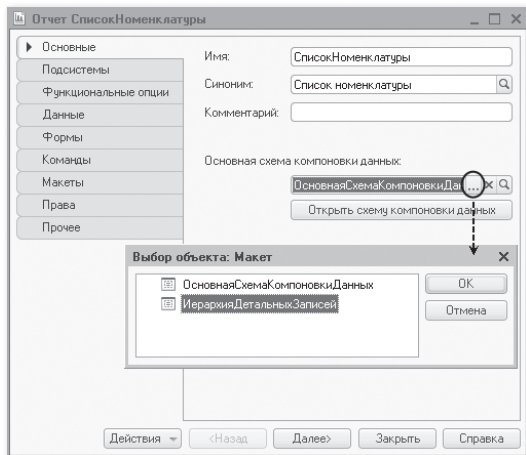 Отчет СписокНоменклатуры
Основные
Подсистемы
Функциональные опции
Данные
Формы
Команды
Макеты
Права
Прочее
Имя: СписокНоменклатуры
Синоним: Список номенклатуры
Комментарий:
Основная схема компоновки данных:
ОсновнаяСхемаКомпоновкиДан ...
Открыть схему компоновки данных
Выбор объекта: Макет
ОсновнаяСхемаКомпоновкиДанных
ИерархияДетальныхЗаписей
OK
Отмена
Действия
<Назад
Далее>
Закрыть
Справка